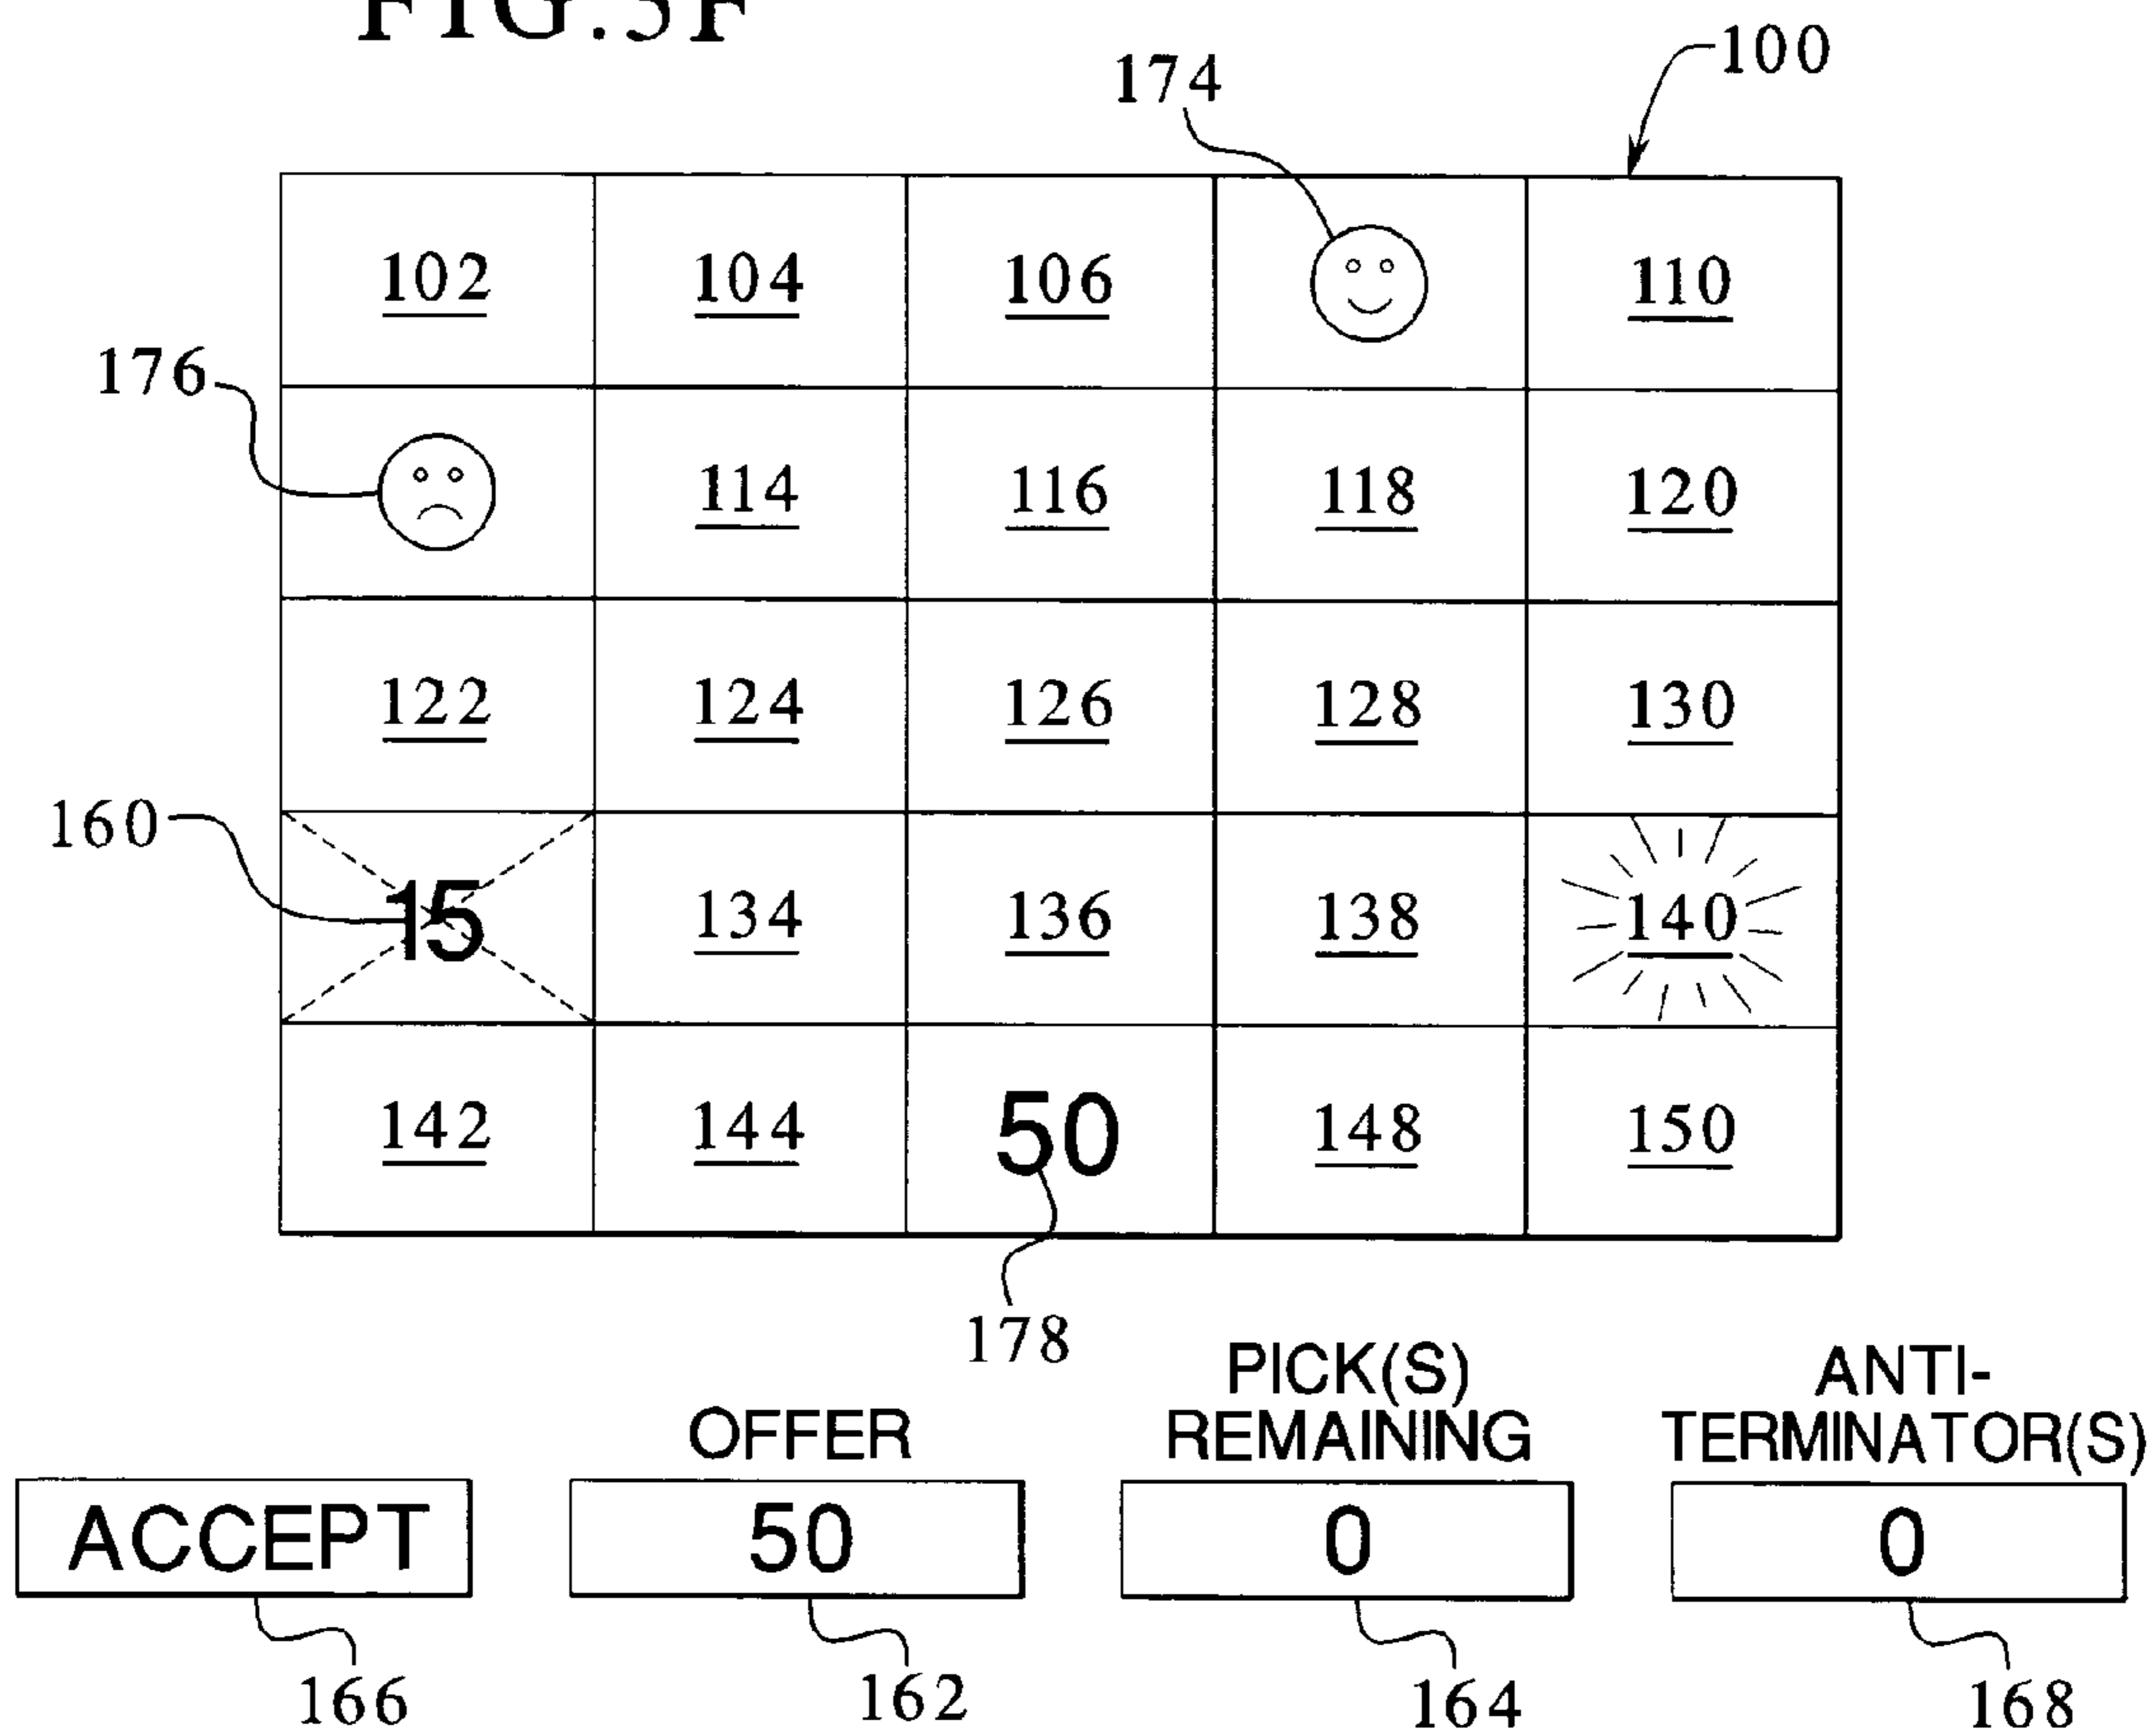 FIG.3F
100
174
102 104 106 110
176
114 116 118 120
122 124 126 128 130
160
15 134 136 138 140
142 144 50 148 150
178
OFFER
PICK(S)
REMAINING
ANTI-
TERMINATOR(S)
ACCEPT 50 0 0
166 162 164 168